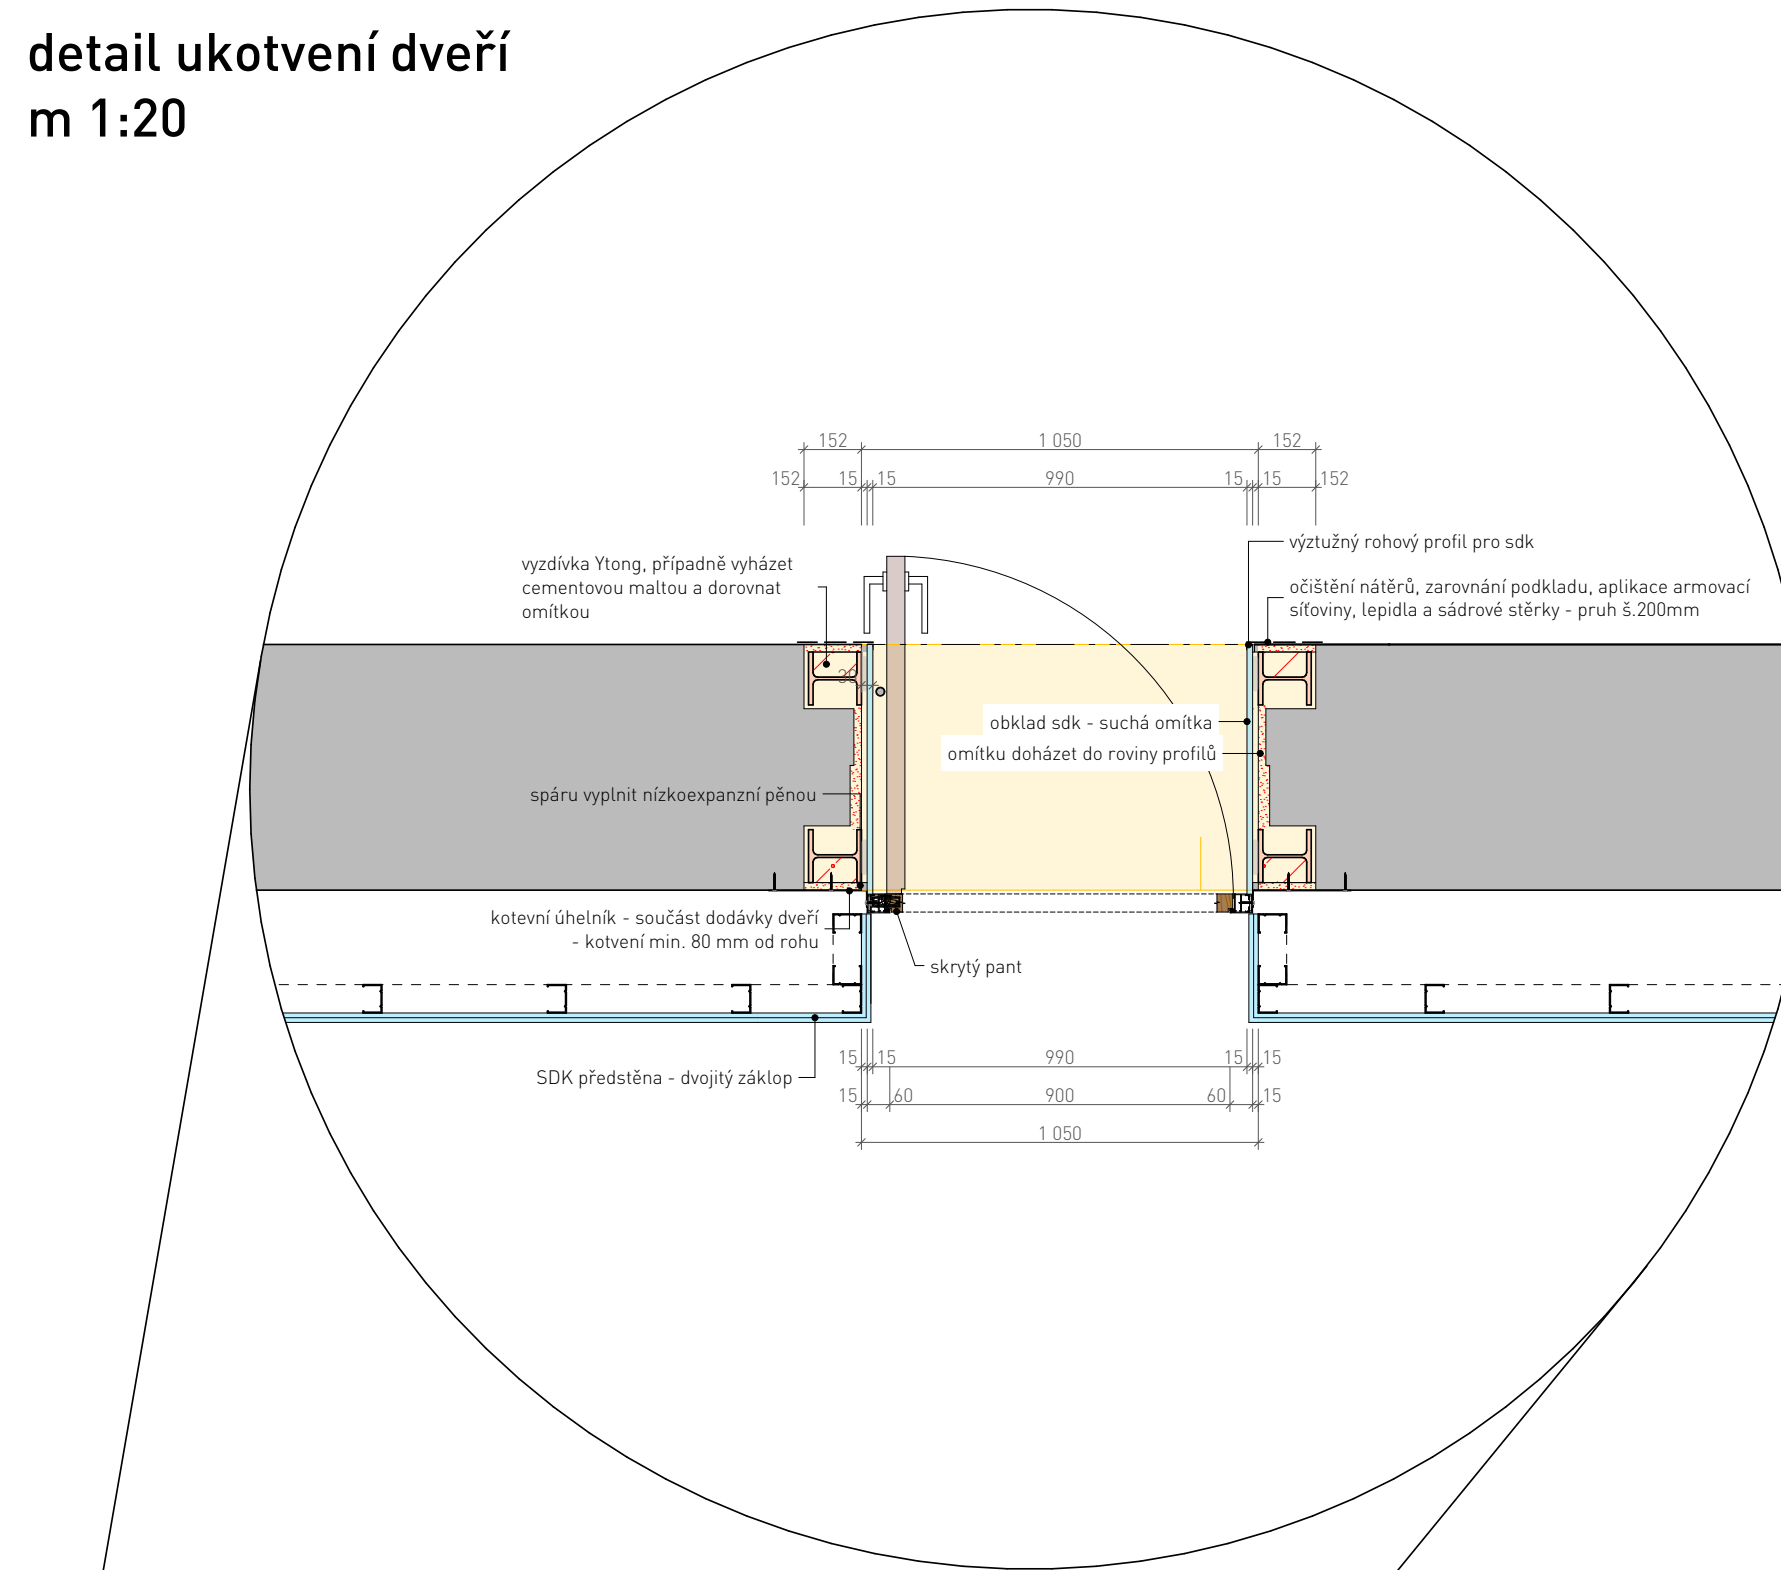 detail ukotvení dveří
m 1:20
152
1 050
152
152
15
15
990
15
15
152
výztužný rohový profil pro sdk
vyzdívka Ytong, případně vyházet
cementovou maltou a dorovnat
omítkou
očištění nátěrů, zarovnání podkladu, aplikace armovací
síťoviny, lepidla a sádrové stěrky - pruh š.200mm
30
obklad sdk - suchá omítka
omítku doházet do roviny profilů
spáru vyplnit nízkoexpanzní pěnou
kotevní úhelník - součást dodávky dveří
- kotvení min. 80 mm od rohu
skrytý pant
SDK předstěna - dvojitý záklop
15
15
990
15
15
15
60
900
60
15
1 050